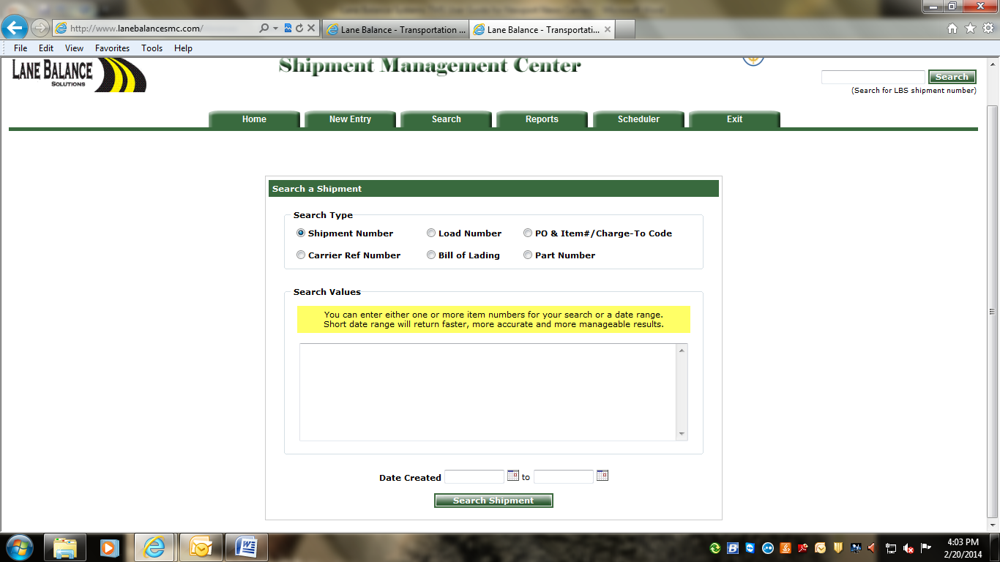 http://www.lanebalancesmc.com/
Lane Balance - Transportation ...
Lane Balance - Transportati...
File Edit View Favorites Tools Help
LANE BALANCE
SOLUTIONS
Shipment Management Center
Search
(Search for LBS shipment number)
Home New Entry Search Reports Scheduler Exit
Search a Shipment
Search Type
Shipment Number Load Number PO & Item#/Charge-To Code
Carrier Ref Number Bill of Lading Part Number
Search Values
You can enter either one or more item numbers for your search or a date range.
Short date range will return faster, more accurate and more manageable results.
Date Created to
Search Shipment
4:03 PM
2/20/2014